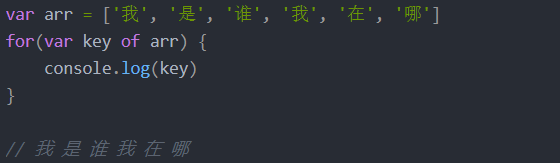 var arr = ['我', '是', '谁', '我', '在', '哪']
for(var key of arr) {
    console.log(key)
}
// 我 是 谁 我 在 哪